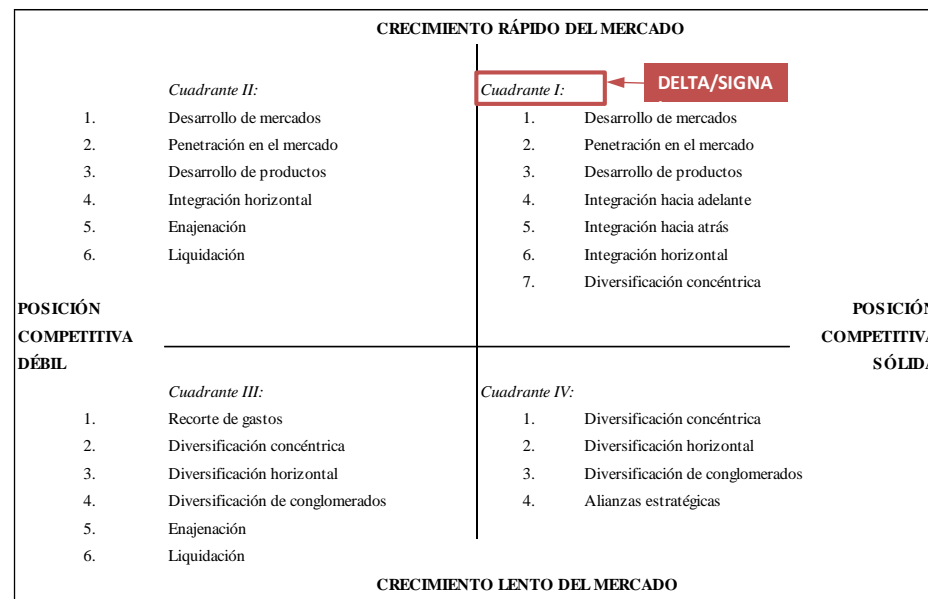 CRECIMIENTO RÁPIDO DEL MERCADO
DELTA/SIGNA
Cuadrante II:
1. Desarrollo de mercados
2. Penetración en el mercado
3. Desarrollo de productos
4. Integración horizontal
5. Enajenación
6. Liquidación
Cuadrante I:
1. Desarrollo de mercados
2. Penetración en el mercado
3. Desarrollo de productos
4. Integración hacia adelante
5. Integración hacia atrás
6. Integración horizontal
7. Diversificación concéntrica
POSICIÓN
COMPETITIVA
DÉBIL
POSICIÓN
COMPETITIVA
SÓLIDA
Cuadrante III:
1. Recorte de gastos
2. Diversificación concéntrica
3. Diversificación horizontal
4. Diversificación de conglomerados
5. Enajenación
6. Liquidación
Cuadrante IV:
1. Diversificación concéntrica
2. Diversificación horizontal
3. Diversificación de conglomerados
4. Alianzas estratégicas
CRECIMIENTO LENTO DEL MERCADO